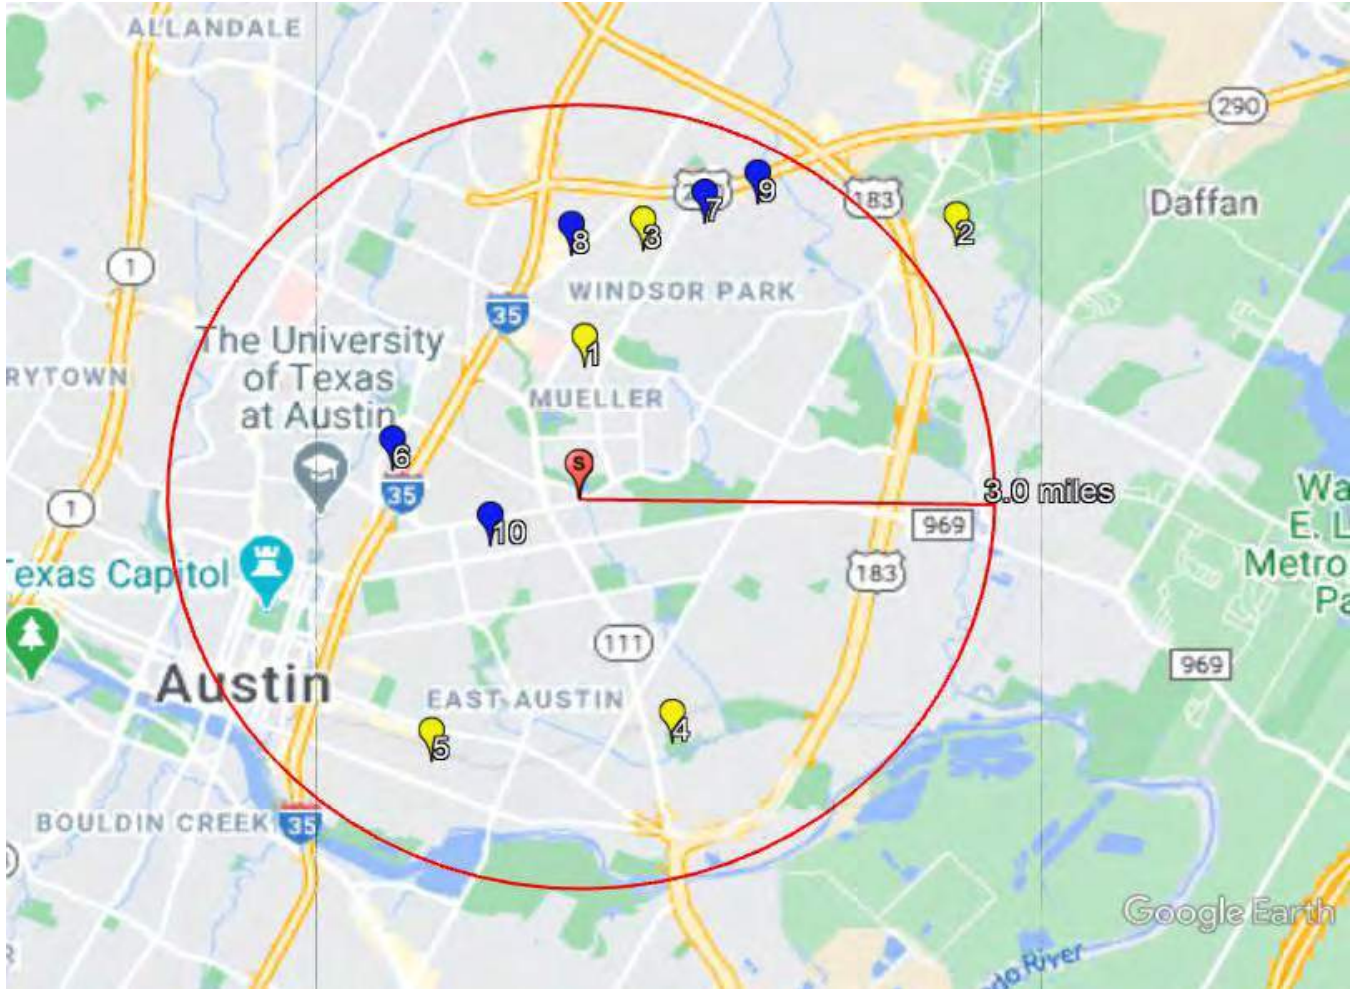 ALLANDALE
290
183
Daffan
9
7
2
8
3
1
WINDSOR PARK
35
The University
of Texas
at Austin
1
RYTOWN
MUELLER
6
S
35
3.0 miles
1
10
969
Wa
E. L
Metro
Pa
exas Capitol
183
111
969
Austin
EAST AUSTIN
4
5
BOULDIN CREEK
35
Google Earth
do River
R